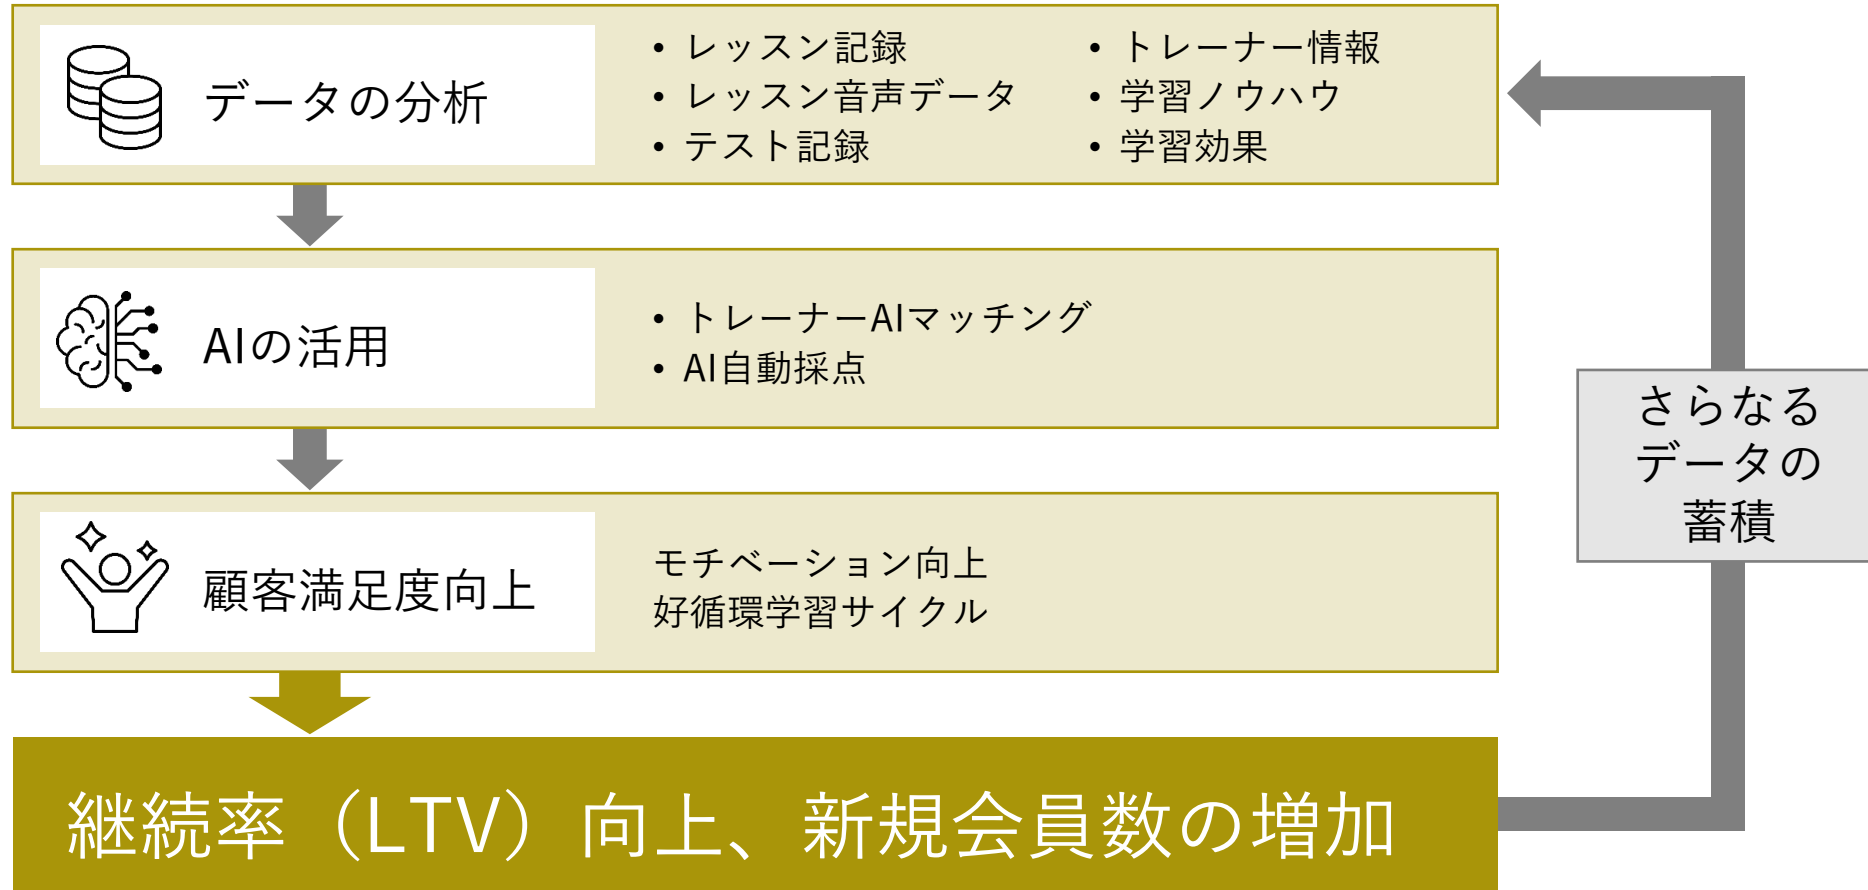 データの分析
• レッスン記録
• レッスン音声データ
• テスト記録
• トレーナー情報
• 学習ノウハウ
• 学習効果
AIの活用
• トレーナーAIマッチング
• AI自動採点
顧客満足度向上
モチベーション向上
好循環学習サイクル
継続率（LTV）向上、新規会員数の増加
さらなる
データの
蓄積